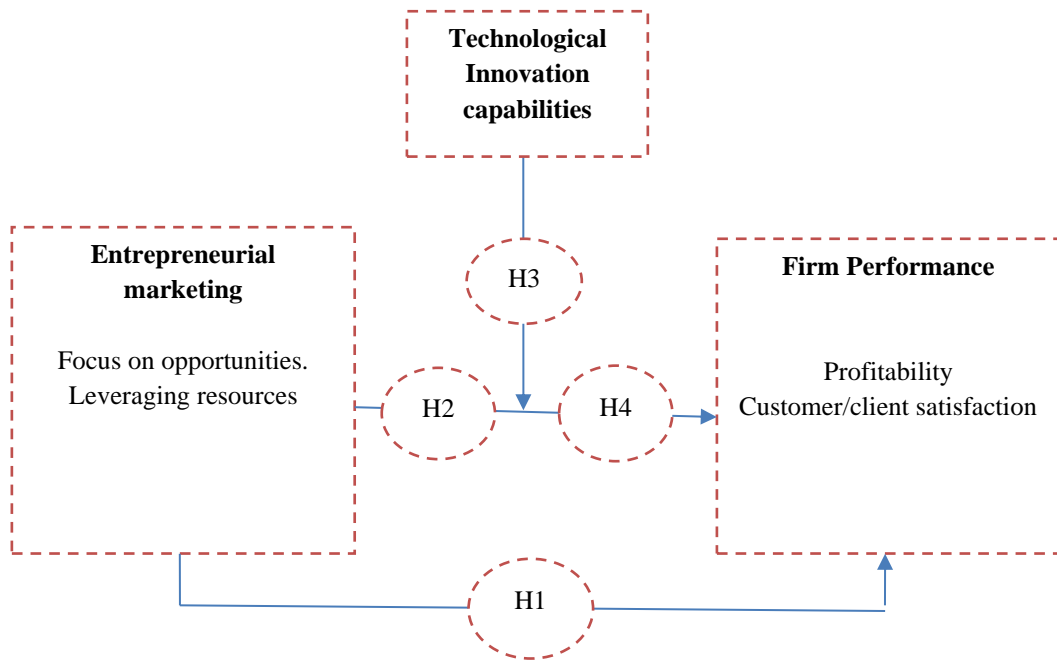 Technological
Innovation
capabilities
Entrepreneurial
marketing
Focus on opportunities.
Leveraging resources
H3
Firm Performance
Profitability
Customer/client satisfaction
H2
H4
H1